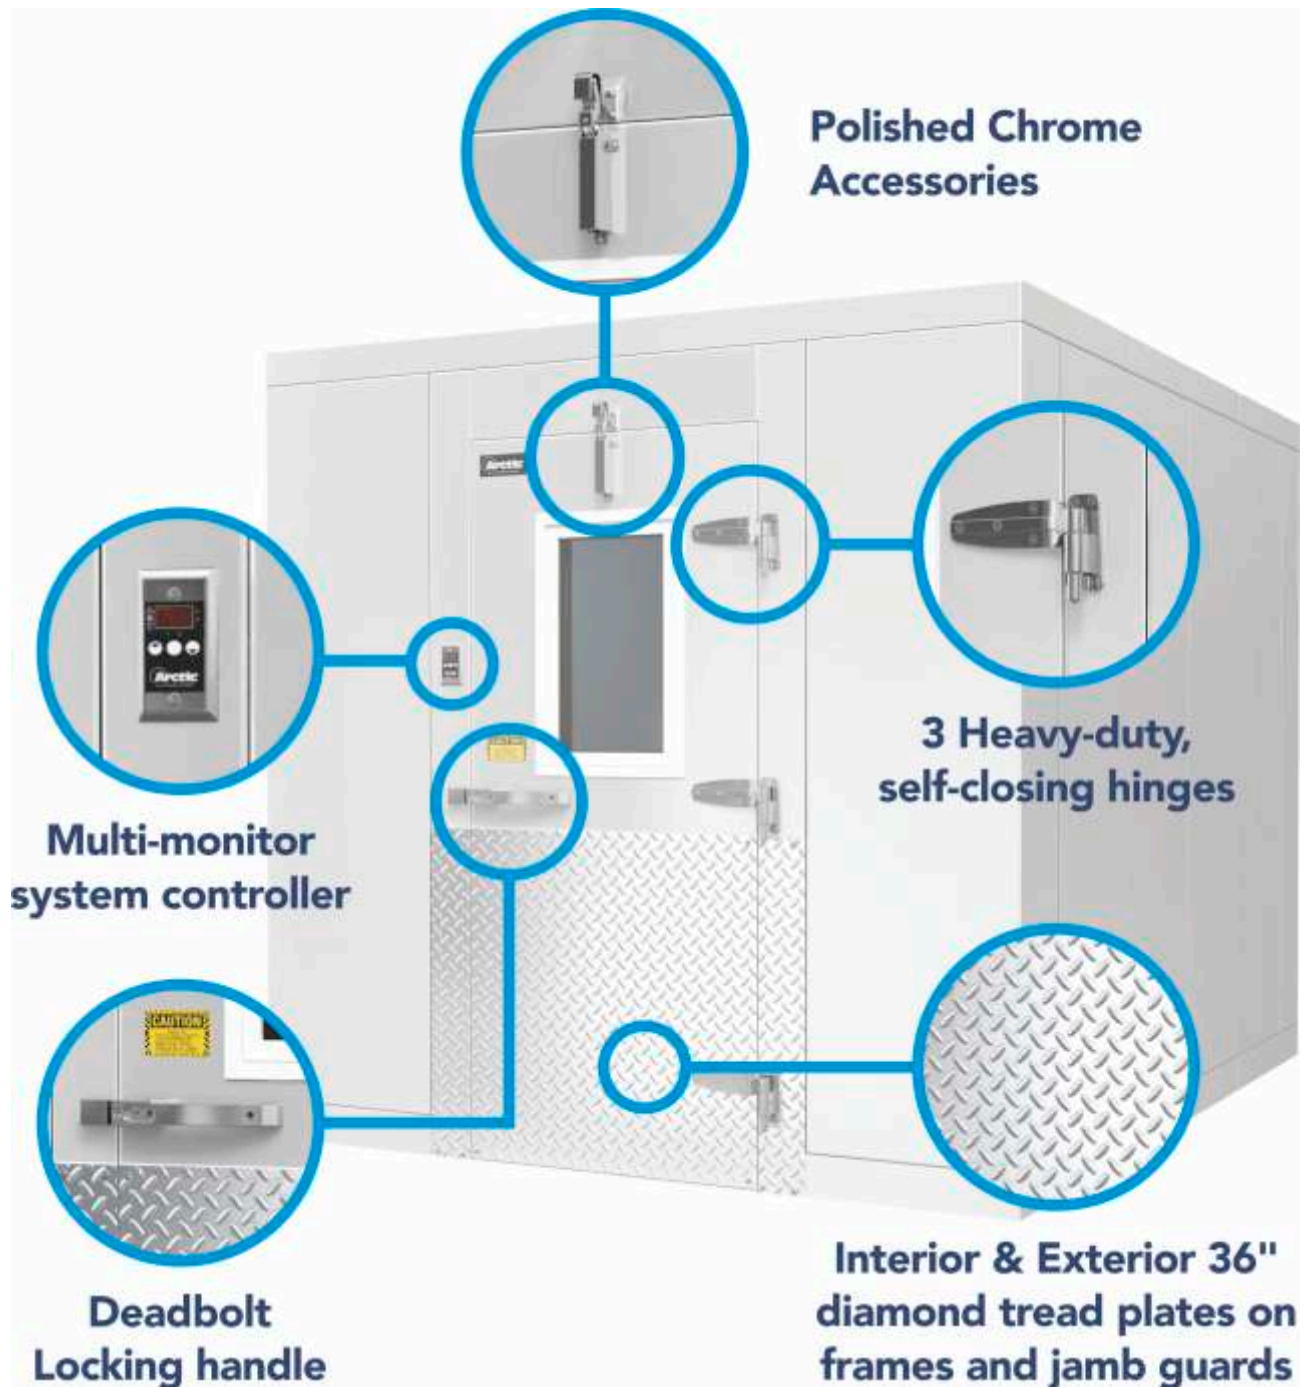 Polished Chrome
Accessories
Arctic
Arctic
3 Heavy-duty,
self-closing hinges
Multi-monitor
system controller
CAUTION
Deadbolt
Locking handle
Interior & Exterior 36"
diamond tread plates on
frames and jamb guards